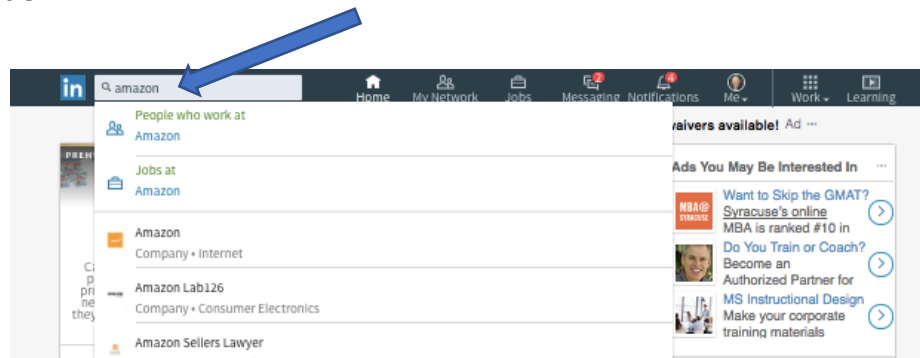 in
amazon
Home
My Network
Jobs
2
Messaging
4
Notifications
Me
Work
Learning
People who work at
Amazon
Jobs at
Amazon
Amazon
Company • Internet
Amazon Lab126
Company • Consumer Electronics
Amazon Sellers Lawyer
available! Ad ···
Ads You May Be Interested In ···
MBA@
SYRACUSE
Want to Skip the GMAT?
Syracuse's online
MBA is ranked #10 in
Do You Train or Coach?
Become an
Authorized Partner for
MS Instructional Design
Make your corporate
training materials